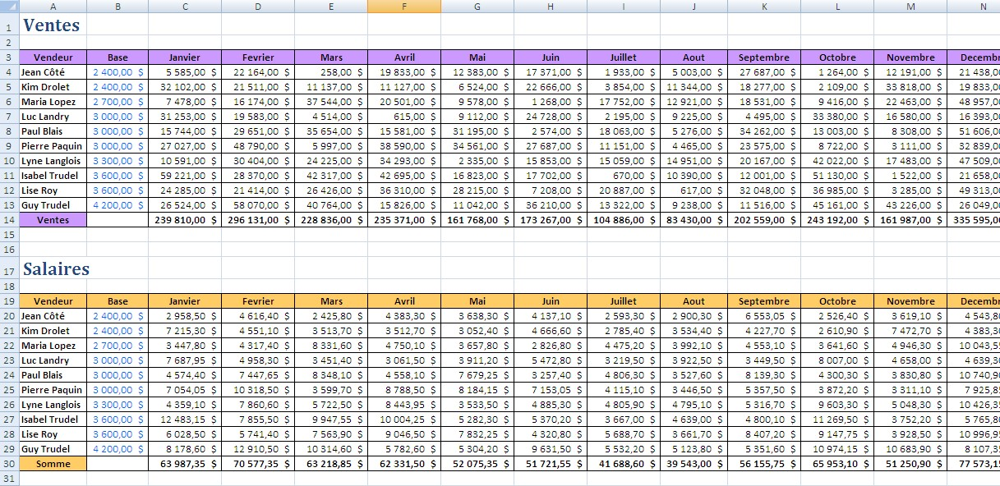 A B C D E F G H I J K L M N
1 Ventes
2
3 Vendeur Base Janvier Fevrier Mars Avril Mai Juin Juillet Aout Septembre Octobre Novembre Decemb
4 Jean Côté 2 400,00 $ 5 585,00 $ 22 164,00 $ 258,00 $ 19 833,00 $ 12 383,00 $ 17 371,00 $ 1 933,00 $ 5 003,00 $ 27 687,00 $ 1 264,00 $ 12 191,00 $ 21 438,0
5 Kim Drolet 2 400,00 $ 32 102,00 $ 21 511,00 $ 11 137,00 $ 11 127,00 $ 6 524,00 $ 22 666,00 $ 3 854,00 $ 11 344,00 $ 18 277,00 $ 2 109,00 $ 33 818,00 $ 19 833,0
6 Maria Lopez 2 700,00 $ 7 478,00 $ 16 174,00 $ 37 544,00 $ 20 501,00 $ 9 578,00 $ 1 268,00 $ 17 752,00 $ 12 921,00 $ 18 531,00 $ 9 416,00 $ 22 463,00 $ 48 957,0
7 Luc Landry 3 000,00 $ 31 253,00 $ 19 583,00 $ 4 514,00 $ 615,00 $ 9 112,00 $ 24 728,00 $ 2 195,00 $ 9 225,00 $ 4 495,00 $ 33 380,00 $ 16 580,00 $ 16 393,0
8 Paul Blais 3 000,00 $ 15 744,00 $ 29 651,00 $ 35 654,00 $ 15 581,00 $ 31 195,00 $ 2 574,00 $ 18 063,00 $ 5 276,00 $ 34 262,00 $ 13 003,00 $ 8 308,00 $ 51 606,0
9 Pierre Paquin 3 000,00 $ 27 027,00 $ 48 790,00 $ 5 997,00 $ 38 590,00 $ 34 561,00 $ 27 687,00 $ 11 151,00 $ 4 465,00 $ 23 575,00 $ 8 722,00 $ 3 111,00 $ 32 839,0
10 Lyne Langlois 3 300,00 $ 10 591,00 $ 30 404,00 $ 24 225,00 $ 34 293,00 $ 2 335,00 $ 15 853,00 $ 15 059,00 $ 14 951,00 $ 20 167,00 $ 42 022,00 $ 17 483,00 $ 47 509,0
11 Isabel Trudel 3 600,00 $ 59 221,00 $ 28 370,00 $ 42 317,00 $ 42 695,00 $ 16 823,00 $ 17 702,00 $ 670,00 $ 10 390,00 $ 12 001,00 $ 51 130,00 $ 1 522,00 $ 21 658,0
12 Lise Roy 3 600,00 $ 24 285,00 $ 21 414,00 $ 26 426,00 $ 36 310,00 $ 28 215,00 $ 7 208,00 $ 20 887,00 $ 617,00 $ 32 048,00 $ 36 985,00 $ 3 285,00 $ 49 313,0
13 Guy Trudel 4 200,00 $ 26 524,00 $ 58 070,00 $ 40 764,00 $ 15 826,00 $ 11 042,00 $ 36 210,00 $ 13 322,00 $ 9 238,00 $ 11 516,00 $ 45 161,00 $ 43 226,00 $ 26 049,0
14 Ventes 239 810,00 $ 296 131,00 $ 228 836,00 $ 235 371,00 $ 161 768,00 $ 173 267,00 $ 104 886,00 $ 83 430,00 $ 202 559,00 $ 243 192,00 $ 161 987,00 $ 335 595,0
15
16
17 Salaires
18
19 Vendeur Base Janvier Fevrier Mars Avril Mai Juin Juillet Aout Septembre Octobre Novembre Decemb
20 Jean Côté 2 400,00 $ 2 958,50 $ 4 616,40 $ 2 425,80 $ 4 383,30 $ 3 638,30 $ 4 137,10 $ 2 593,30 $ 2 900,30 $ 6 553,05 $ 2 526,40 $ 3 619,10 $ 4 543,8
21 Kim Drolet 2 400,00 $ 7 215,30 $ 4 551,10 $ 3 513,70 $ 3 512,70 $ 3 052,40 $ 4 666,60 $ 2 785,40 $ 3 534,40 $ 4 227,70 $ 2 610,90 $ 7 472,70 $ 4 383,3
22 Maria Lopez 2 700,00 $ 3 447,80 $ 4 317,40 $ 8 331,60 $ 4 750,10 $ 3 657,80 $ 2 826,80 $ 4 475,20 $ 3 992,10 $ 4 553,10 $ 3 641,60 $ 4 946,30 $ 10 043,5
23 Luc Landry 3 000,00 $ 7 687,95 $ 4 958,30 $ 3 451,40 $ 3 061,50 $ 3 911,20 $ 5 472,80 $ 3 219,50 $ 3 922,50 $ 3 449,50 $ 8 007,00 $ 4 658,00 $ 4 639,3
24 Paul Blais 3 000,00 $ 4 574,40 $ 7 447,65 $ 8 348,10 $ 4 558,10 $ 7 679,25 $ 3 257,40 $ 4 806,30 $ 3 527,60 $ 8 139,30 $ 4 300,30 $ 3 830,80 $ 10 740,9
25 Pierre Paquin 3 000,00 $ 7 054,05 $ 10 318,50 $ 3 599,70 $ 8 788,50 $ 8 184,15 $ 7 153,05 $ 4 115,10 $ 3 446,50 $ 5 357,50 $ 3 872,20 $ 3 311,10 $ 7 925,8
26 Lyne Langlois 3 300,00 $ 4 359,10 $ 7 860,60 $ 5 722,50 $ 8 443,95 $ 3 533,50 $ 4 885,30 $ 4 805,90 $ 4 795,10 $ 5 316,70 $ 9 603,30 $ 5 048,30 $ 10 426,3
27 Isabel Trudel 3 600,00 $ 12 483,15 $ 7 855,50 $ 9 947,55 $ 10 004,25 $ 5 282,30 $ 5 370,20 $ 3 667,00 $ 4 639,00 $ 4 800,10 $ 11 269,50 $ 3 752,20 $ 5 765,8
28 Lise Roy 3 600,00 $ 6 028,50 $ 5 741,40 $ 7 563,90 $ 9 046,50 $ 7 832,25 $ 4 320,80 $ 5 688,70 $ 3 661,70 $ 8 407,20 $ 9 147,75 $ 3 928,50 $ 10 996,9
29 Guy Trudel 4 200,00 $ 8 178,60 $ 12 910,50 $ 10 314,60 $ 5 782,60 $ 5 304,20 $ 9 631,50 $ 5 532,20 $ 5 123,80 $ 5 351,60 $ 10 974,15 $ 10 683,90 $ 8 107,3
30 Somme 63 987,35 $ 70 577,35 $ 63 218,85 $ 62 331,50 $ 52 075,35 $ 51 721,55 $ 41 688,60 $ 39 543,00 $ 56 155,75 $ 65 953,10 $ 51 250,90 $ 77 573,1
31